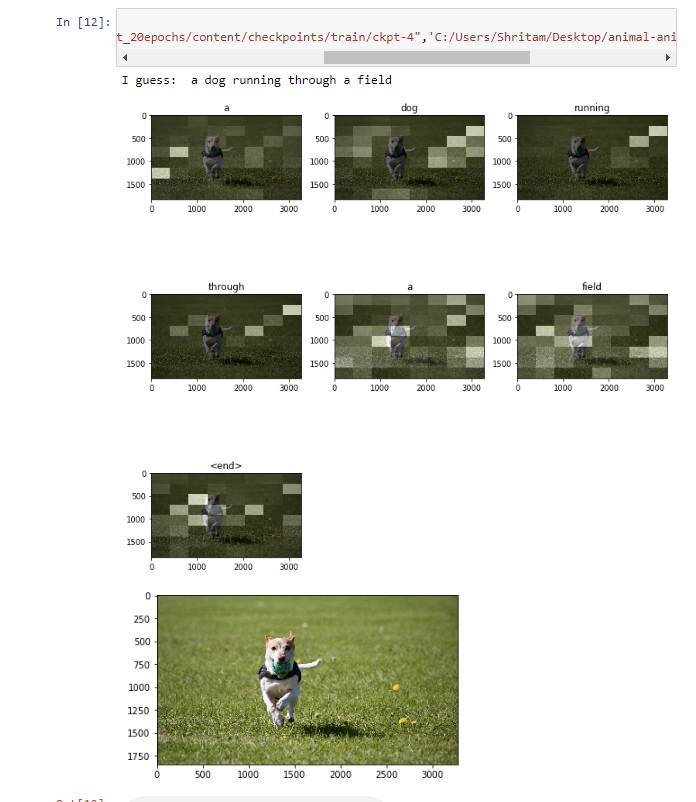 In [12]:
t_20epochs/content/checkpoints/train/ckpt-4",'C:/Users/Shritam/Desktop/animal-ani
I guess:  a dog running through a field
a dog running
0 0 0
500 500 500
1000 1000 1000
1500 1500 1500
0 1000 2000 3000 0 1000 2000 3000 0 1000 2000 3000
through a field
0 0 0
500 500 500
1000 1000 1000
1500 1500 1500
0 1000 2000 3000 0 1000 2000 3000 0 1000 2000 3000
<end>
0
500
1000
1500
0 1000 2000 3000
0
250
500
750
1000
1250
1500
1750
0 500 1000 1500 2000 2500 3000